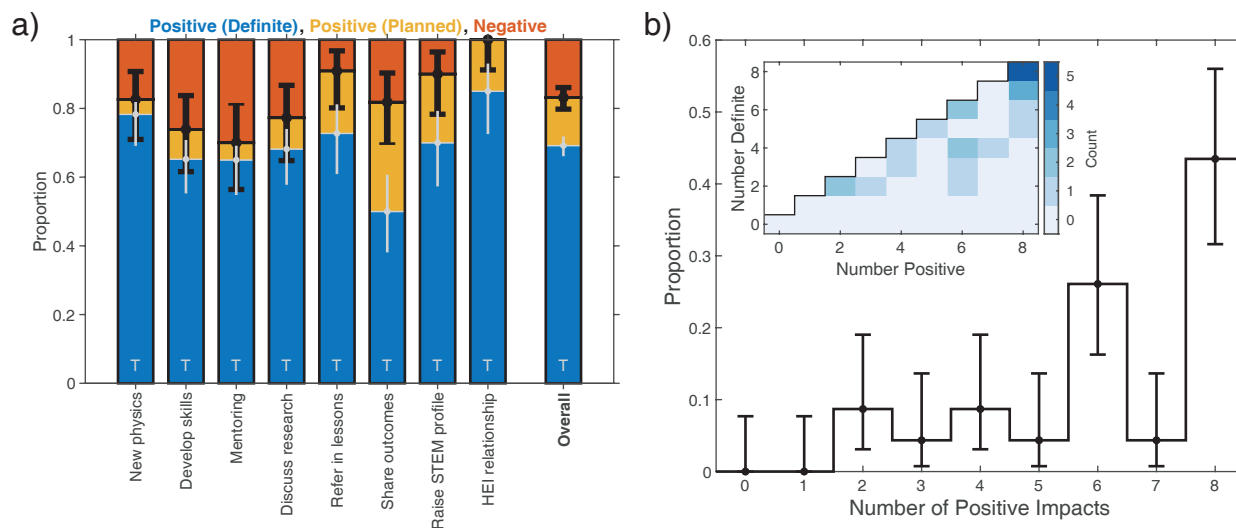 a)
Positive (Definite), Positive (Planned), Negative
Proportion
1
0.8
0.6
0.4
0.2
0
T T T T T T T T T
New physics
Develop skills
Mentoring
Discuss research
Refer in lessons
Share outcomes
Raise STEM profile
HEI relationship
Overall
b)
Proportion
0.6
0.5
0.4
0.3
0.2
0.1
0
0 1 2 3 4 5 6 7 8
Number of Positive Impacts
Number Definite
8
6
4
2
0
0 2 4 6 8
Number Positive
5
4
3
2
1
0
Count